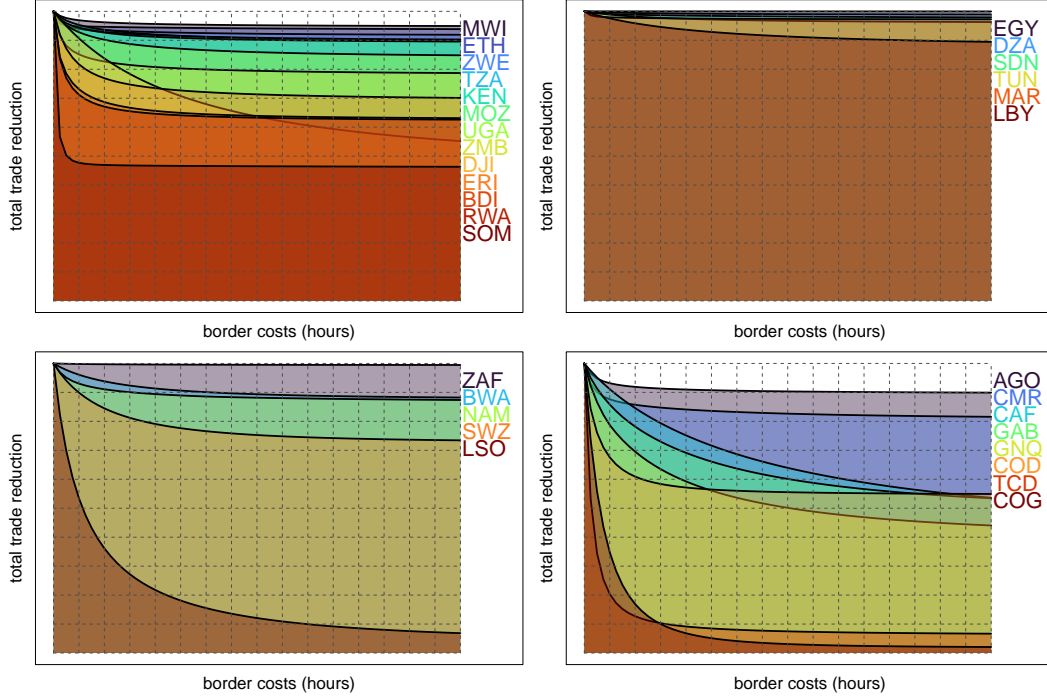 total trade reduction
MWI
ETH
ZWE
TZA
KEN
MOZ
UGA
ZMB
DJI
ERI
BDI
RWA
SOM
border costs (hours)
total trade reduction
EGY
DZA
SDN
TUN
MAR
LBY
border costs (hours)
total trade reduction
ZAF
BWA
NAM
SWZ
LSO
border costs (hours)
total trade reduction
AGO
CMR
CAF
GAB
GNQ
COD
TCD
COG
border costs (hours)